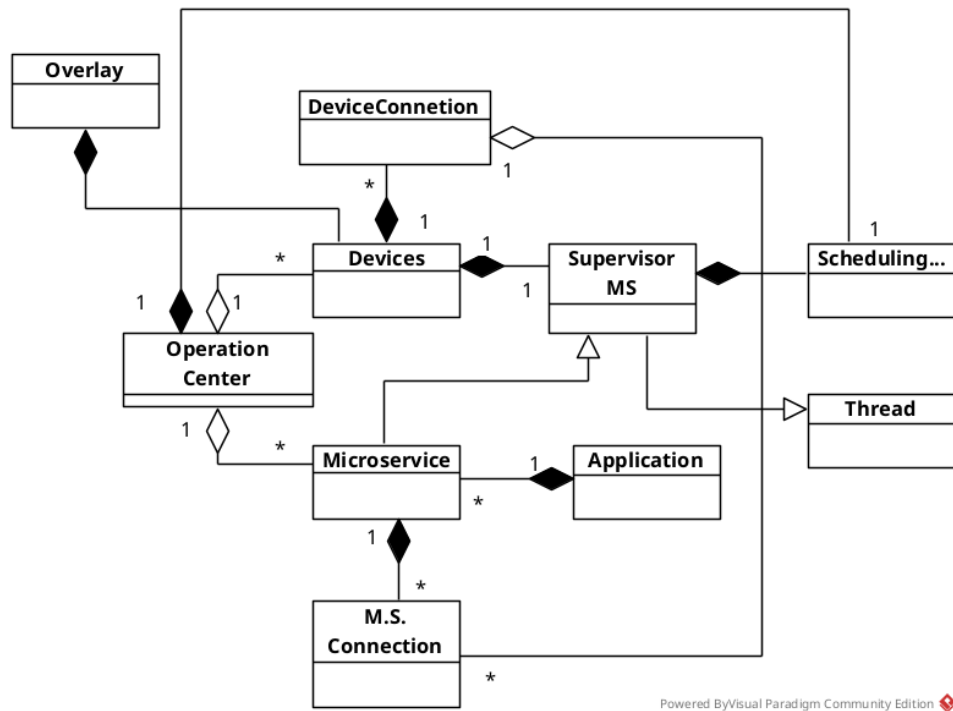 Overlay
DeviceConnetion
1
*
1
1
*
Devices
1
Supervisor
MS
1
Scheduling...
1
1
Operation
Center
Thread
1
*
Microservice
1
Application
*
1
*
M.S.
Connection
*
Powered ByVisual Paradigm Community Edition